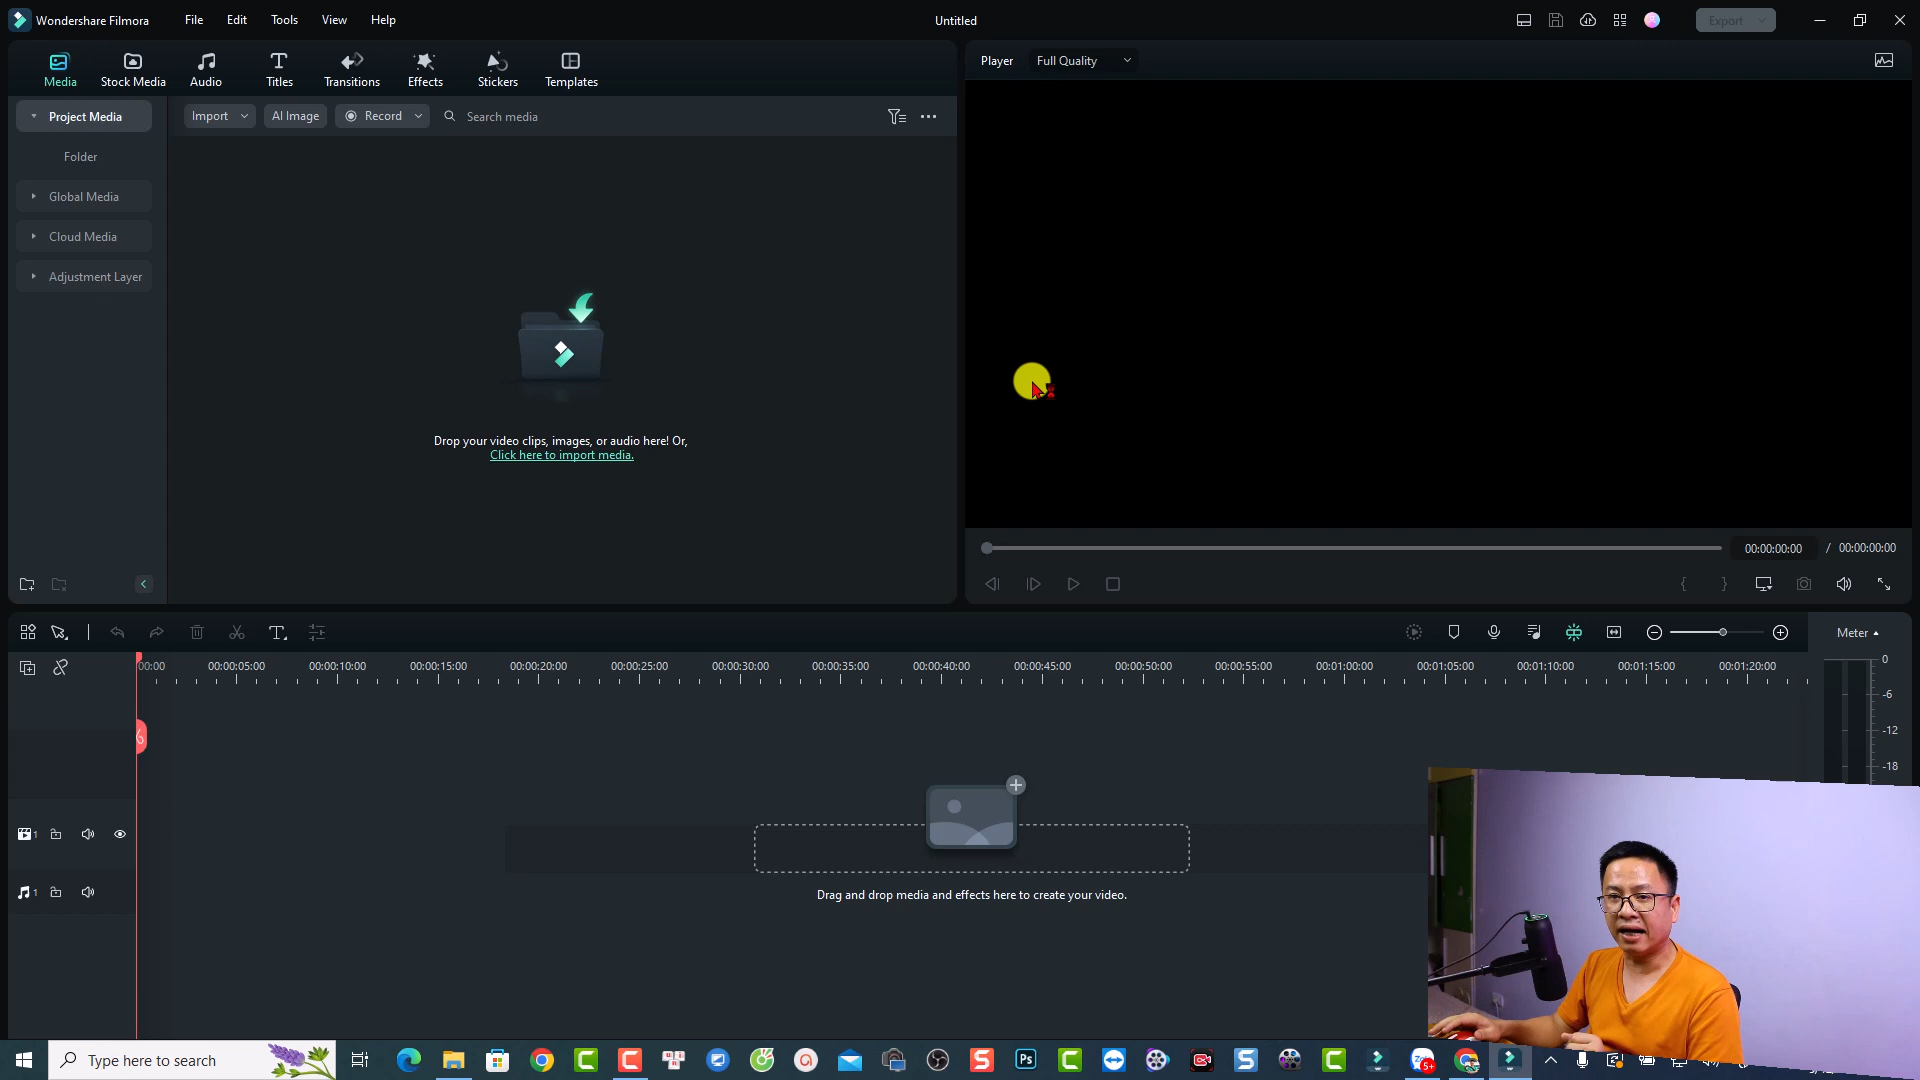 Wondershare Filmora File Edit Tools View Help Untitled Export
Media Stock Media Audio Titles Transitions Effects Stickers Templates
Player Full Quality
Project Media
Folder
Global Media
Cloud Media
Adjustment Layer
Import AI Image Record Search media
Drop your video clips, images, or audio here! Or,
Click here to import media.
00:00:00:00 / 00:00:00:00
{ }
Meter
00:00 00:00:05:00 00:00:10:00 00:00:15:00 00:00:20:00 00:00:25:00 00:00:30:00 00:00:35:00 00:00:40:00 00:00:45:00 00:00:50:00 00:00:55:00 00:01:00:00 00:01:05:00 00:01:10:00 00:01:15:00 00:01:20:00
0
-6
-12
-18
1
1
Drag and drop media and effects here to create your video.
Type here to search
Ps
5+